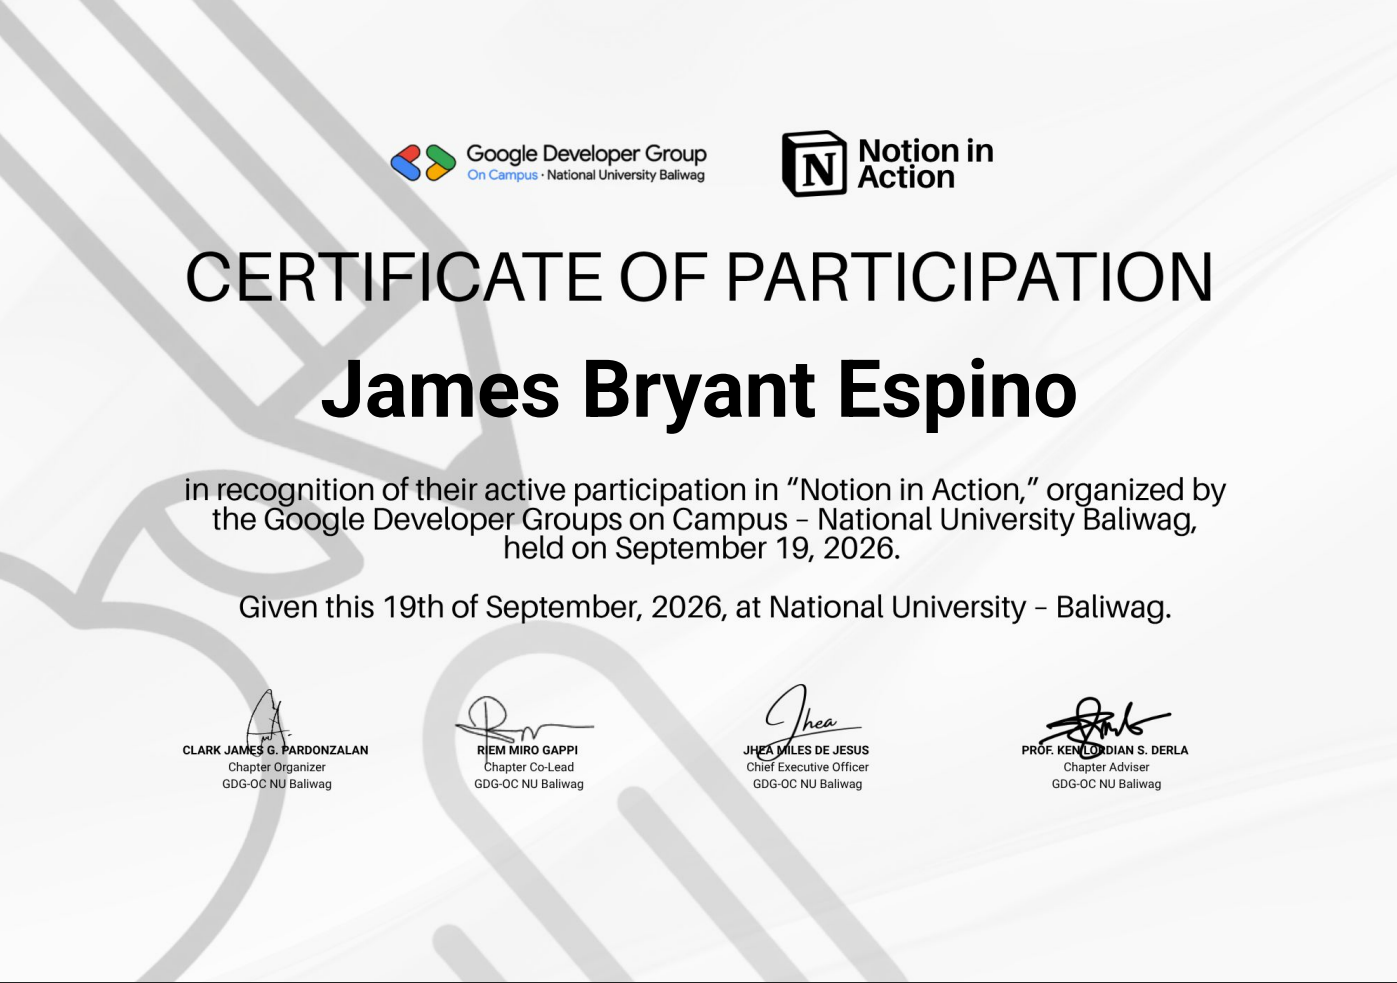 Google Developer Group
On Campus · National University Baliwag
N
Notion in
Action
CERTIFICATE OF PARTICIPATION
James Bryant Espino
in recognition of their active participation in “Notion in Action,” organized by
the Google Developer Groups on Campus – National University Baliwag,
held on September 19, 2026.
Given this 19th of September, 2026, at National University – Baliwag.
Jhea
CLARK JAMES G. PARDONZALAN
Chapter Organizer
GDG-OC NU Baliwag
RIEM MIRO GAPPI
Chapter Co-Lead
GDG-OC NU Baliwag
JHEA MILES DE JESUS
Chief Executive Officer
GDG-OC NU Baliwag
PROF. KEN LORDIAN S. DERLA
Chapter Adviser
GDG-OC NU Baliwag